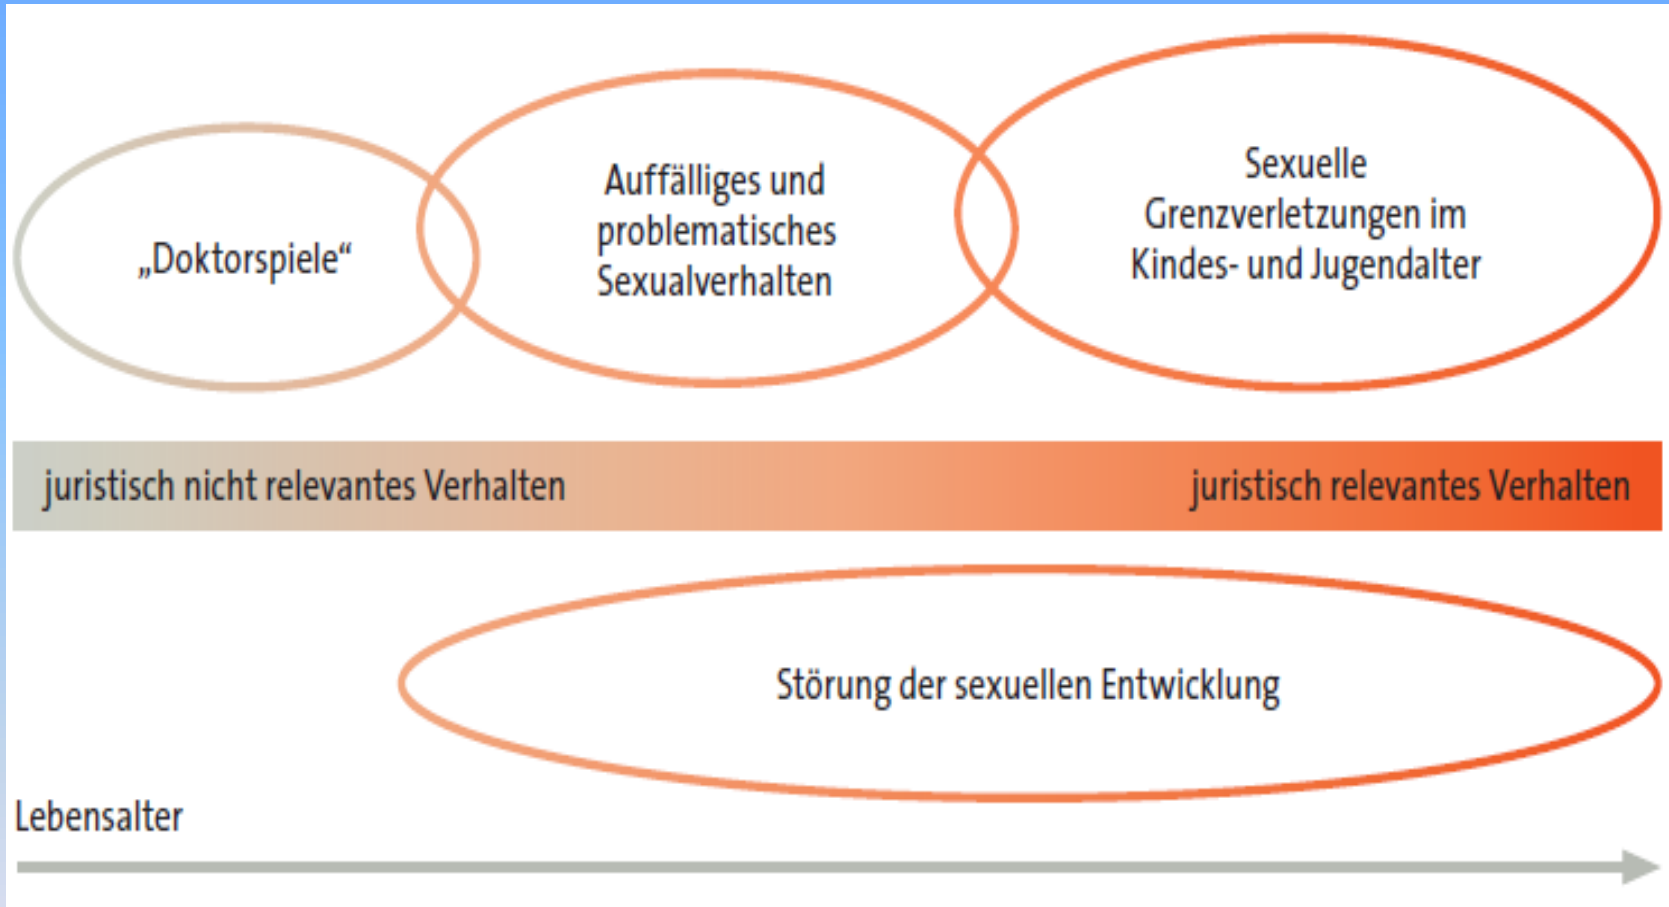 „Doktorspiele“
Auffälliges und
problematisches
Sexualverhalten
Sexuelle
Grenzverletzungen im
Kindes- und Jugendalter
juristisch nicht relevantes Verhalten
juristisch relevantes Verhalten
Störung der sexuellen Entwicklung
Lebensalter